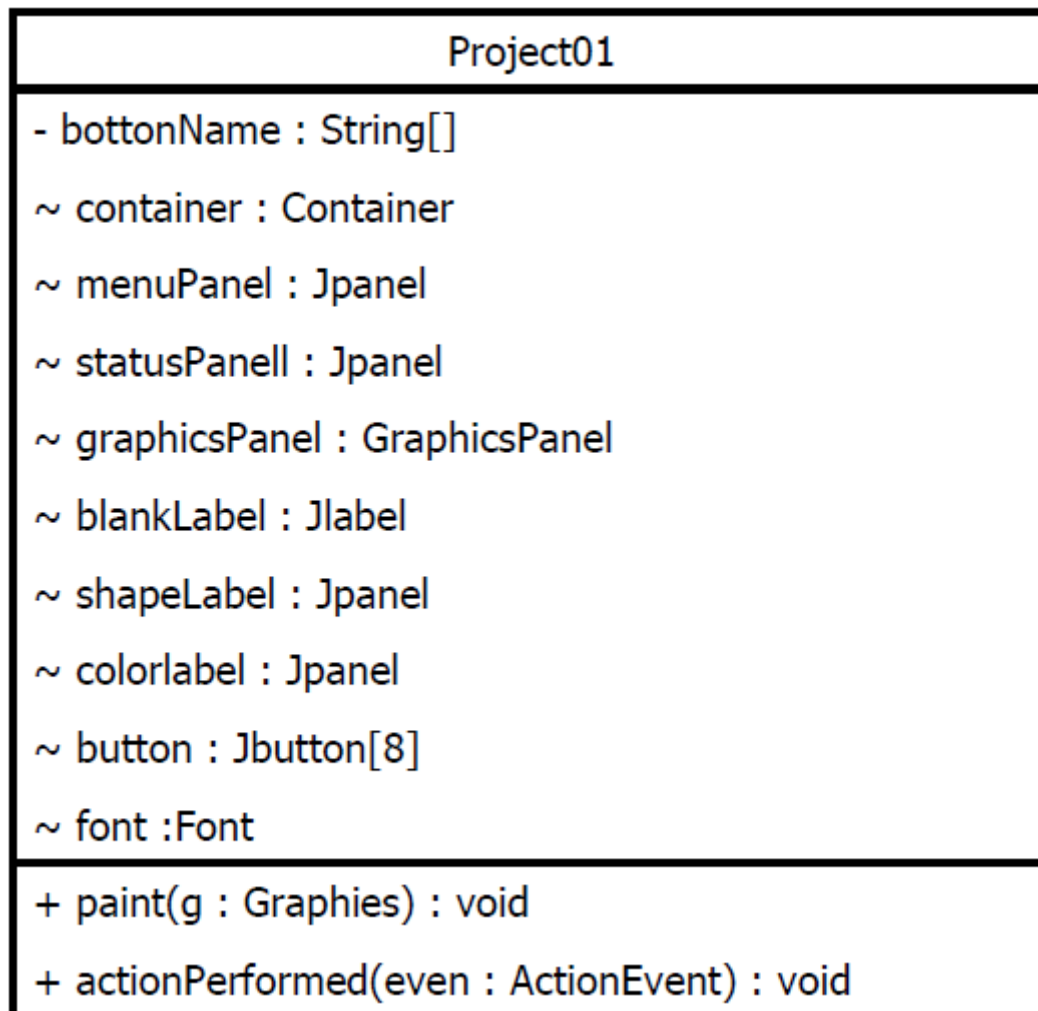 Project01
- bottonName : String[]
~ container : Container
~ menuPanel : Jpanel
~ statusPanell : Jpanel
~ graphicsPanel : GraphicsPanel
~ blankLabel : Jlabel
~ shapeLabel : Jpanel
~ colorlabel : Jpanel
~ button : Jbutton[8]
~ font :Font
+ paint(g : Graphies) : void
+ actionPerformed(even : ActionEvent) : void